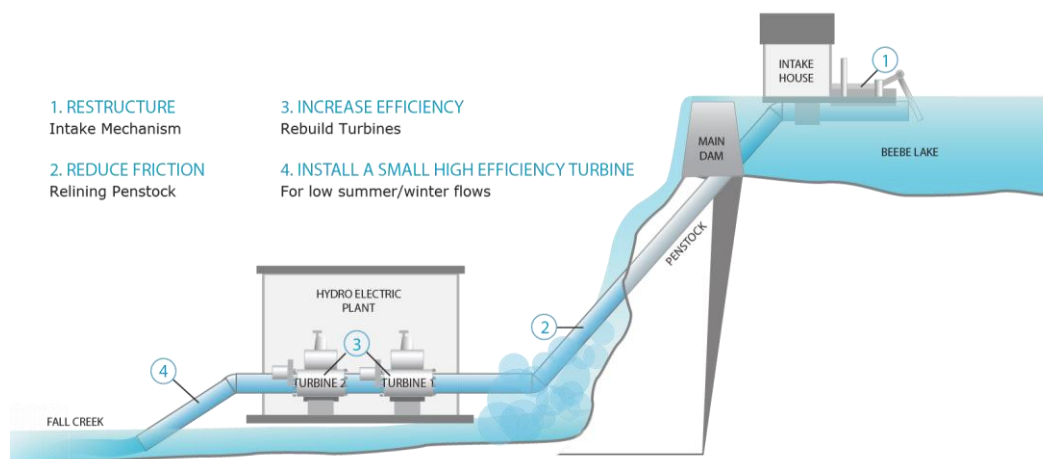 1. RESTRUCTURE
Intake Mechanism
2. REDUCE FRICTION
Relining Penstock
3. INCREASE EFFICIENCY
Rebuild Turbines
4. INSTALL A SMALL HIGH EFFICIENCY TURBINE
For low summer/winter flows
INTAKE
HOUSE
1
MAIN
DAM
BEEBE LAKE
PENSTOCK
HYDRO ELECTRIC
PLANT
2
3
TURBINE 2
TURBINE 1
4
FALL CREEK